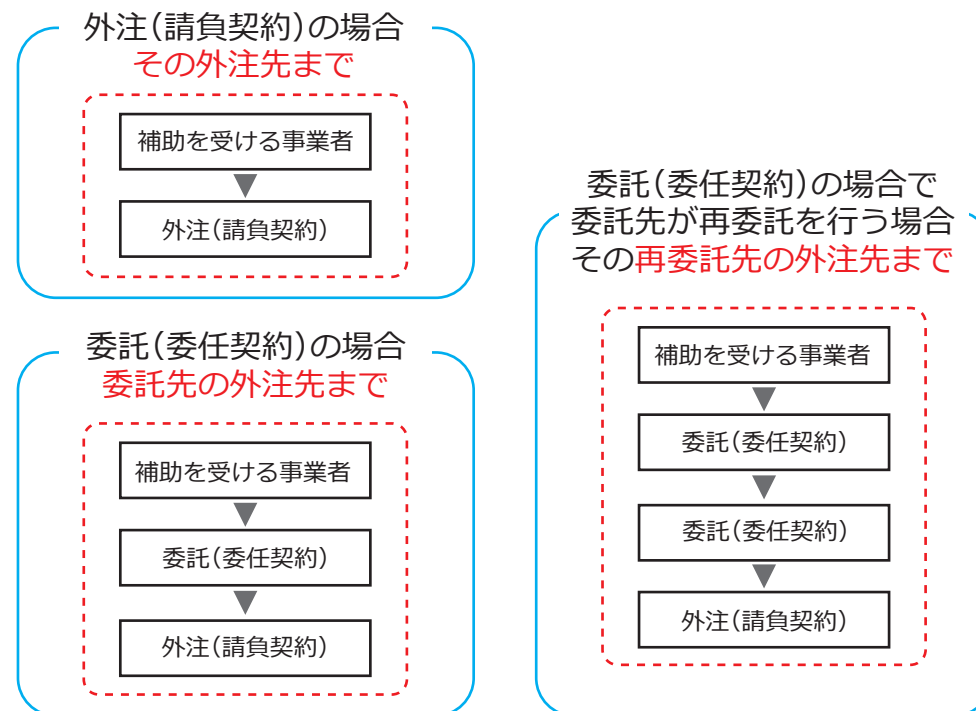 外注(請負契約)の場合
その外注先まで
補助を受ける事業者
外注(請負契約)
委託(委任契約)の場合
委託先の外注先まで
補助を受ける事業者
委託(委任契約)
外注(請負契約)
委託(委任契約)の場合で
委託先が再委託を行う場合
その再委託先の外注先まで
補助を受ける事業者
委託(委任契約)
委託(委任契約)
外注(請負契約)